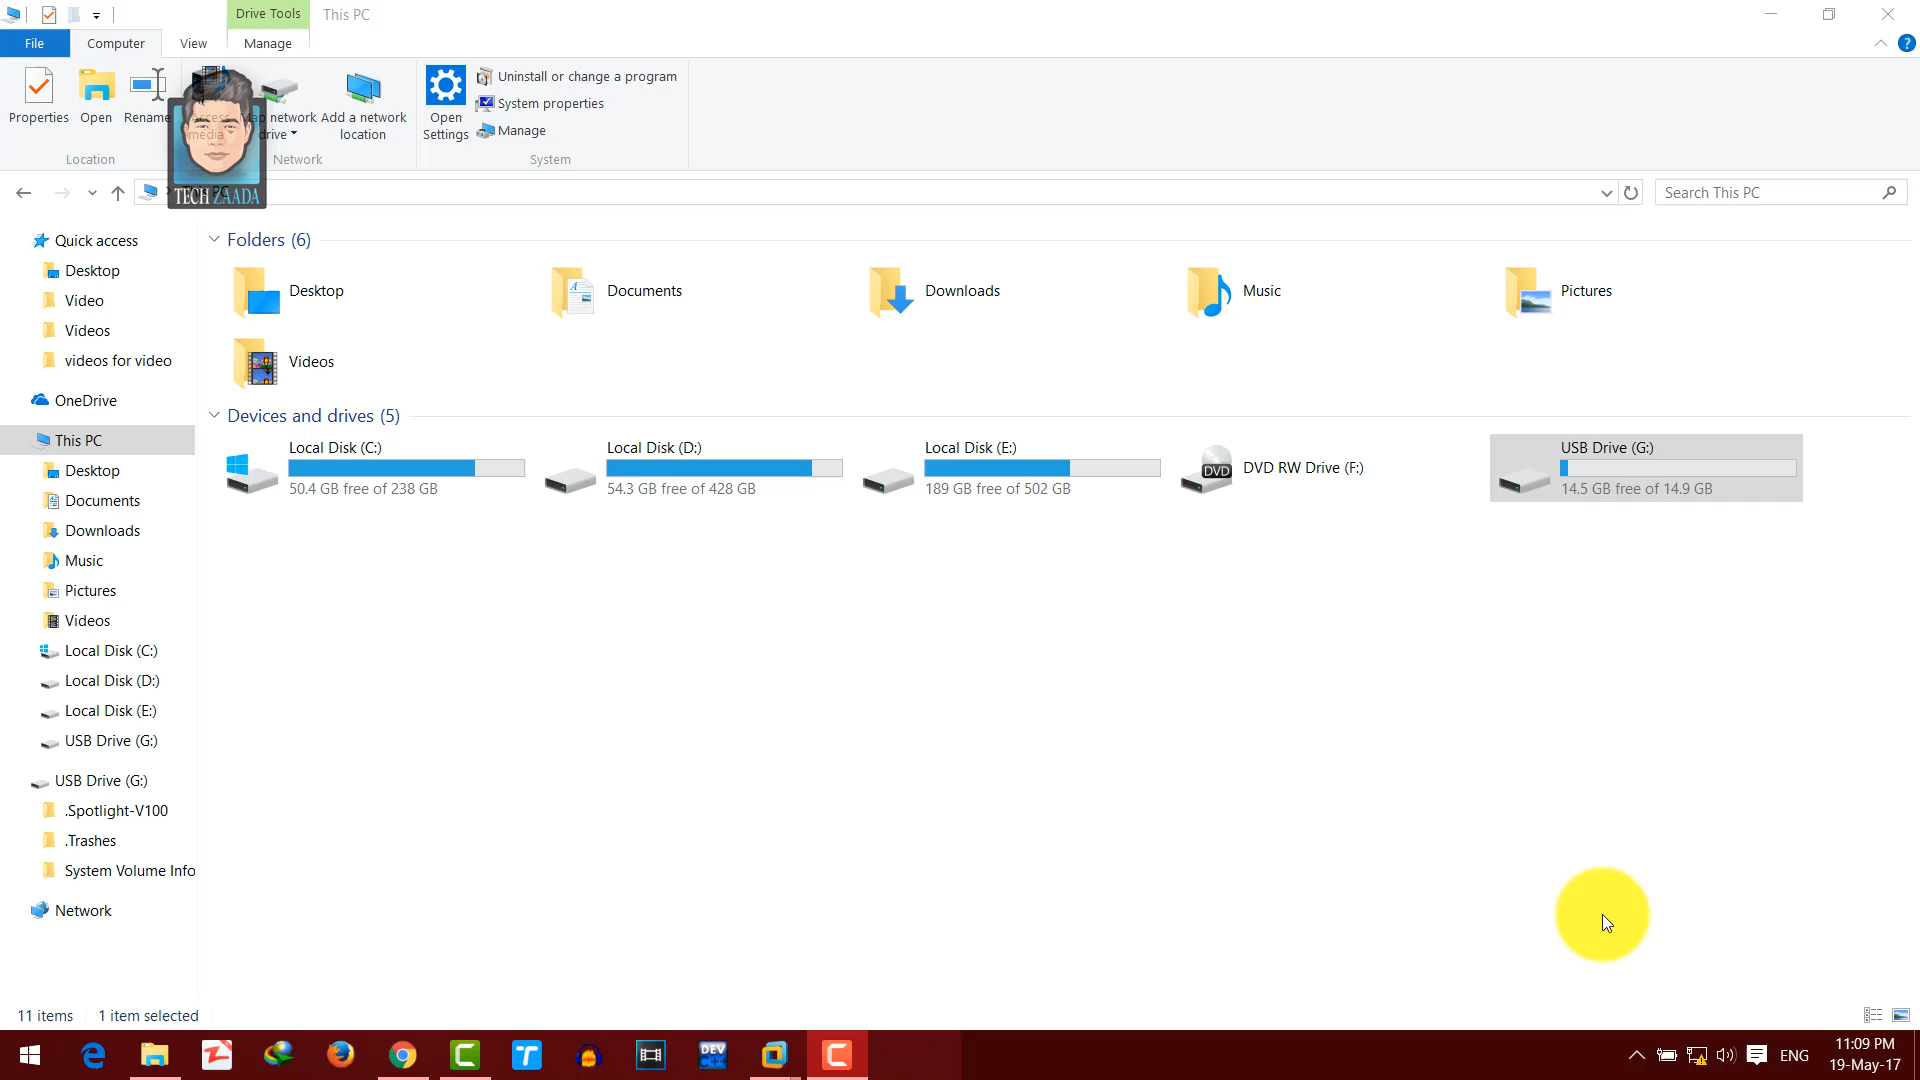 Drive Tools
This PC
File
Computer
View
Manage
Properties
Open
Rename
Access
media
Map network
drive
Add a network
location
Open
Settings
Uninstall or change a program
System properties
Manage
Location
Network
System
TECH ZAADA
This PC
Search This PC
Quick access
Desktop
Video
Videos
videos for video
OneDrive
This PC
Desktop
Documents
Downloads
Music
Pictures
Videos
Local Disk (C:)
Local Disk (D:)
Local Disk (E:)
USB Drive (G:)
USB Drive (G:)
.Spotlight-V100
.Trashes
System Volume Info
Network
Folders (6)
Desktop
Documents
Downloads
Music
Pictures
Videos
Devices and drives (5)
Local Disk (C:)
50.4 GB free of 238 GB
Local Disk (D:)
54.3 GB free of 428 GB
Local Disk (E:)
189 GB free of 502 GB
DVD
DVD RW Drive (F:)
USB Drive (G:)
14.5 GB free of 14.9 GB
11 items
1 item selected
DEV
ENG
11:09 PM
19-May-17